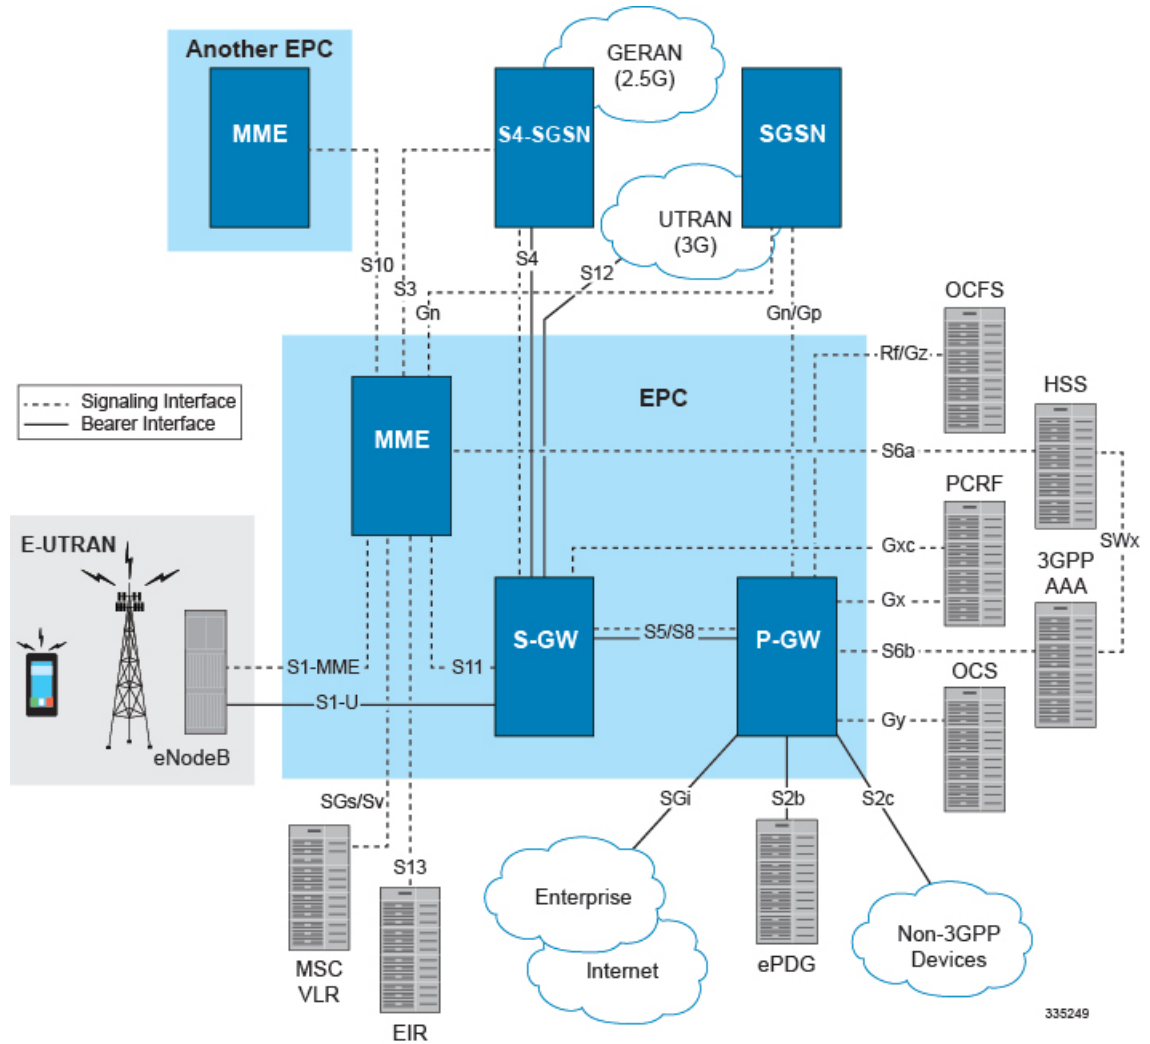 Another EPC
MME
GERAN
(2.5G)
S4-SGSN
SGSN
UTRAN
(3G)
S10
S3
Gn
S4
S12
Gn/Gp
OCFS
Rf/Gz
Signaling Interface
Bearer Interface
EPC
MME
HSS
S6a
PCRF
Gxc
SWx
3GPP
AAA
Gx
E-UTRAN
S-GW
S5/S8
P-GW
S6b
S1-MME
S11
OCS
S1-U
Gy
eNodeB
SGs/Sv
SGi
S2b
S2c
S13
Enterprise
Internet
MSC
VLR
EIR
ePDG
Non-3GPP
Devices
335249